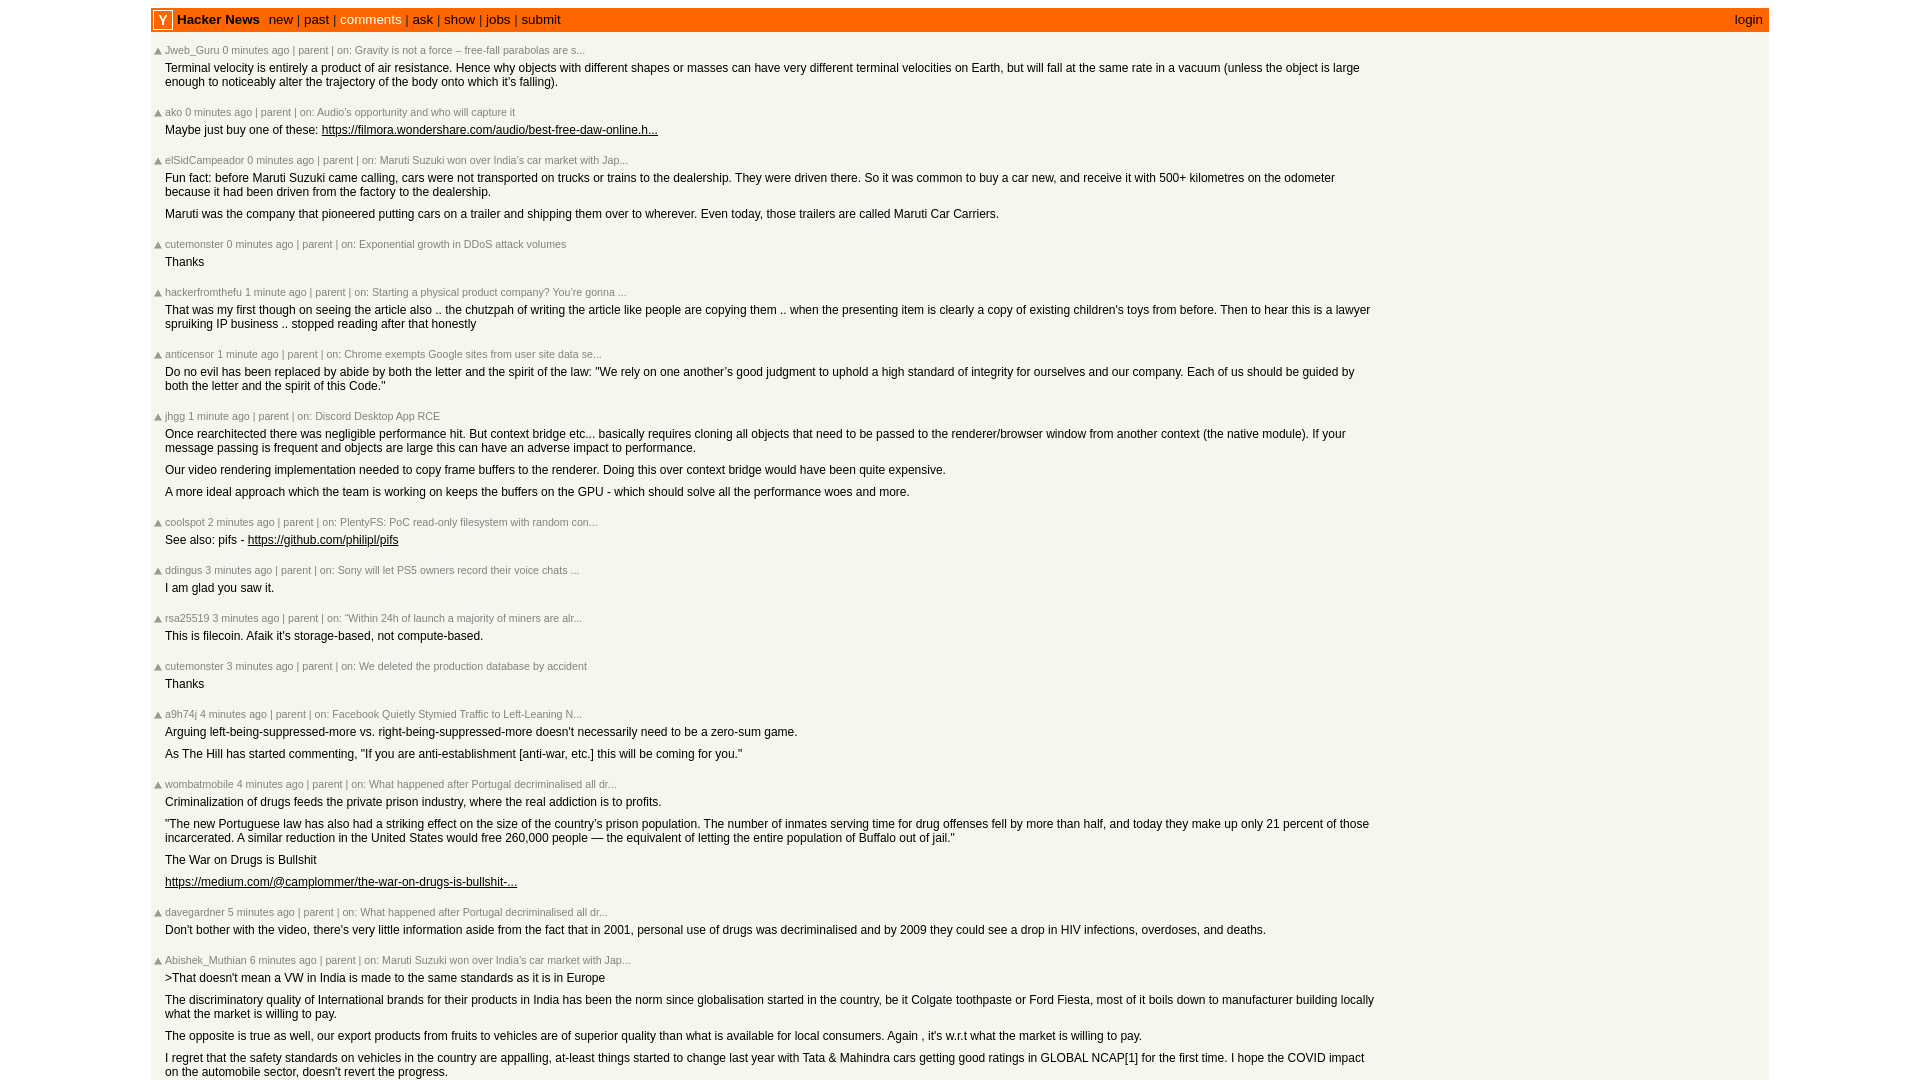 Y Hacker News new | past | comments | ask | show | jobs | submit login
Jweb_Guru 0 minutes ago | parent | on: Gravity is not a force – free-fall parabolas are s...
Terminal velocity is entirely a product of air resistance. Hence why objects with different shapes or masses can have very different terminal velocities on Earth, but will fall at the same rate in a vacuum (unless the object is large
enough to noticeably alter the trajectory of the body onto which it's falling).
ako 0 minutes ago | parent | on: Audio’s opportunity and who will capture it
Maybe just buy one of these: https://filmora.wondershare.com/audio/best-free-daw-online.h...
elSidCampeador 0 minutes ago | parent | on: Maruti Suzuki won over India’s car market with Jap...
Fun fact: before Maruti Suzuki came calling, cars were not transported on trucks or trains to the dealership. They were driven there. So it was common to buy a car new, and receive it with 500+ kilometres on the odometer
because it had been driven from the factory to the dealership.
Maruti was the company that pioneered putting cars on a trailer and shipping them over to wherever. Even today, those trailers are called Maruti Car Carriers.
cutemonster 0 minutes ago | parent | on: Exponential growth in DDoS attack volumes
Thanks
hackerfromthefu 1 minute ago | parent | on: Starting a physical product company? You’re gonna ...
That was my first though on seeing the article also .. the chutzpah of writing the article like people are copying them .. when the presenting item is clearly a copy of existing children's toys from before. Then to hear this is a lawyer
spruiking IP business .. stopped reading after that honestly
anticensor 1 minute ago | parent | on: Chrome exempts Google sites from user site data se...
Do no evil has been replaced by abide by both the letter and the spirit of the law: "We rely on one another’s good judgment to uphold a high standard of integrity for ourselves and our company. Each of us should be guided by
both the letter and the spirit of this Code."
jhgg 1 minute ago | parent | on: Discord Desktop App RCE
Once rearchitected there was negligible performance hit. But context bridge etc... basically requires cloning all objects that need to be passed to the renderer/browser window from another context (the native module). If your
message passing is frequent and objects are large this can have an adverse impact to performance.
Our video rendering implementation needed to copy frame buffers to the renderer. Doing this over context bridge would have been quite expensive.
A more ideal approach which the team is working on keeps the buffers on the GPU - which should solve all the performance woes and more.
coolspot 2 minutes ago | parent | on: PlentyFS: PoC read-only filesystem with random con...
See also: pifs - https://github.com/philipl/pifs
ddingus 3 minutes ago | parent | on: Sony will let PS5 owners record their voice chats ...
I am glad you saw it.
rsa25519 3 minutes ago | parent | on: “Within 24h of launch a majority of miners are alr...
This is filecoin. Afaik it's storage-based, not compute-based.
cutemonster 3 minutes ago | parent | on: We deleted the production database by accident
Thanks
a9h74j 4 minutes ago | parent | on: Facebook Quietly Stymied Traffic to Left-Leaning N...
Arguing left-being-suppressed-more vs. right-being-suppressed-more doesn't necessarily need to be a zero-sum game.
As The Hill has started commenting, "If you are anti-establishment [anti-war, etc.] this will be coming for you."
wombatmobile 4 minutes ago | parent | on: What happened after Portugal decriminalised all dr...
Criminalization of drugs feeds the private prison industry, where the real addiction is to profits.
"The new Portuguese law has also had a striking effect on the size of the country’s prison population. The number of inmates serving time for drug offenses fell by more than half, and today they make up only 21 percent of those
incarcerated. A similar reduction in the United States would free 260,000 people — the equivalent of letting the entire population of Buffalo out of jail."
The War on Drugs is Bullshit
https://medium.com/@camplommer/the-war-on-drugs-is-bullshit-...
davegardner 5 minutes ago | parent | on: What happened after Portugal decriminalised all dr...
Don't bother with the video, there's very little information aside from the fact that in 2001, personal use of drugs was decriminalised and by 2009 they could see a drop in HIV infections, overdoses, and deaths.
Abishek_Muthian 6 minutes ago | parent | on: Maruti Suzuki won over India’s car market with Jap...
>That doesn't mean a VW in India is made to the same standards as it is in Europe
The discriminatory quality of International brands for their products in India has been the norm since globalisation started in the country, be it Colgate toothpaste or Ford Fiesta, most of it boils down to manufacturer building locally
what the market is willing to pay.
The opposite is true as well, our export products from fruits to vehicles are of superior quality than what is available for local consumers. Again , it's w.r.t what the market is willing to pay.
I regret that the safety standards on vehicles in the country are appalling, at-least things started to change last year with Tata & Mahindra cars getting good ratings in GLOBAL NCAP[1] for the first time. I hope the COVID impact
on the automobile sector, doesn't revert the progress.